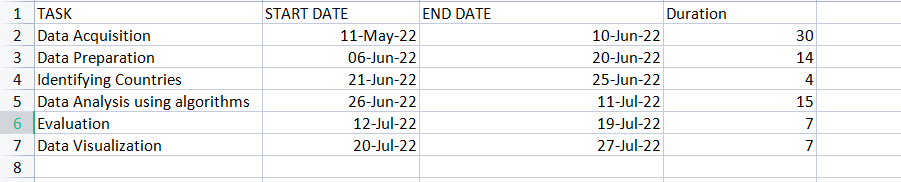 1 TASK START DATE END DATE Duration
2 Data Acquisition 11-May-22 10-Jun-22 30
3 Data Preparation 06-Jun-22 20-Jun-22 14
4 Identifying Countries 21-Jun-22 25-Jun-22 4
5 Data Analysis using algorithms 26-Jun-22 11-Jul-22 15
6 Evaluation 12-Jul-22 19-Jul-22 7
7 Data Visualization 20-Jul-22 27-Jul-22 7
8